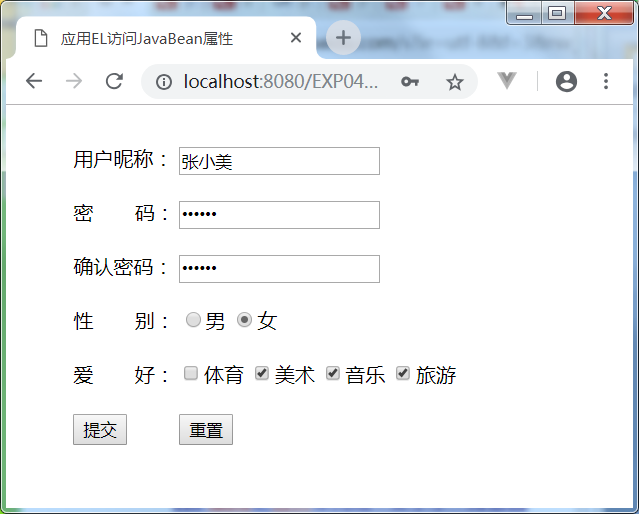 应用EL访问JavaBean属性
localhost:8080/EXP04...
用户昵称： 张小美
密 码： ••••••
确认密码： ••••••
性 别： 男 女
爱 好： 体育 美术 音乐 旅游
提交 重置